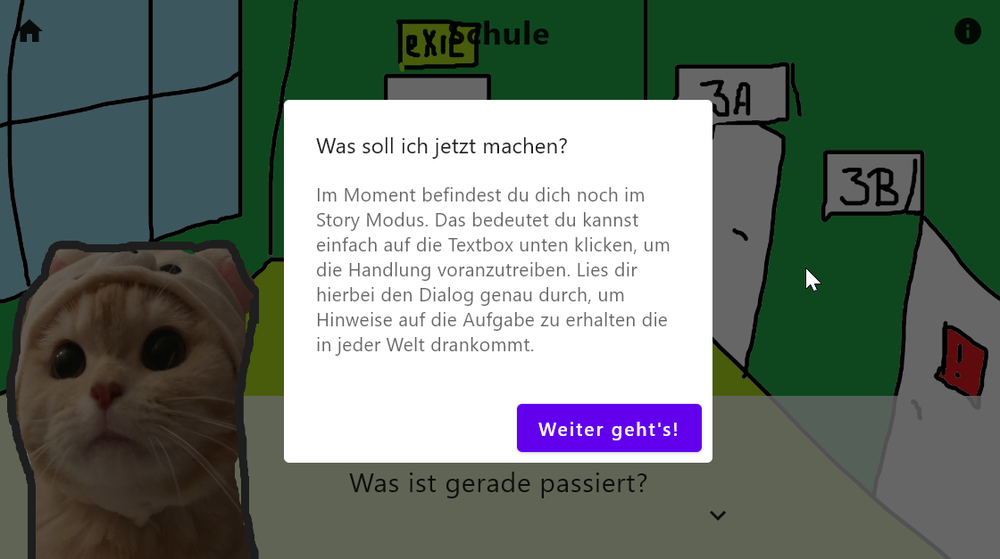 Schule
exit
3A
3B
!
Was soll ich jetzt machen?
Im Moment befindest du dich noch im
Story Modus. Das bedeutet du kannst
einfach auf die Textbox unten klicken, um
die Handlung voranzutreiben. Lies dir
hierbei den Dialog genau durch, um
Hinweise auf die Aufgabe zu erhalten die
in jeder Welt drankommt.
Weiter geht's!
Was ist gerade passiert?